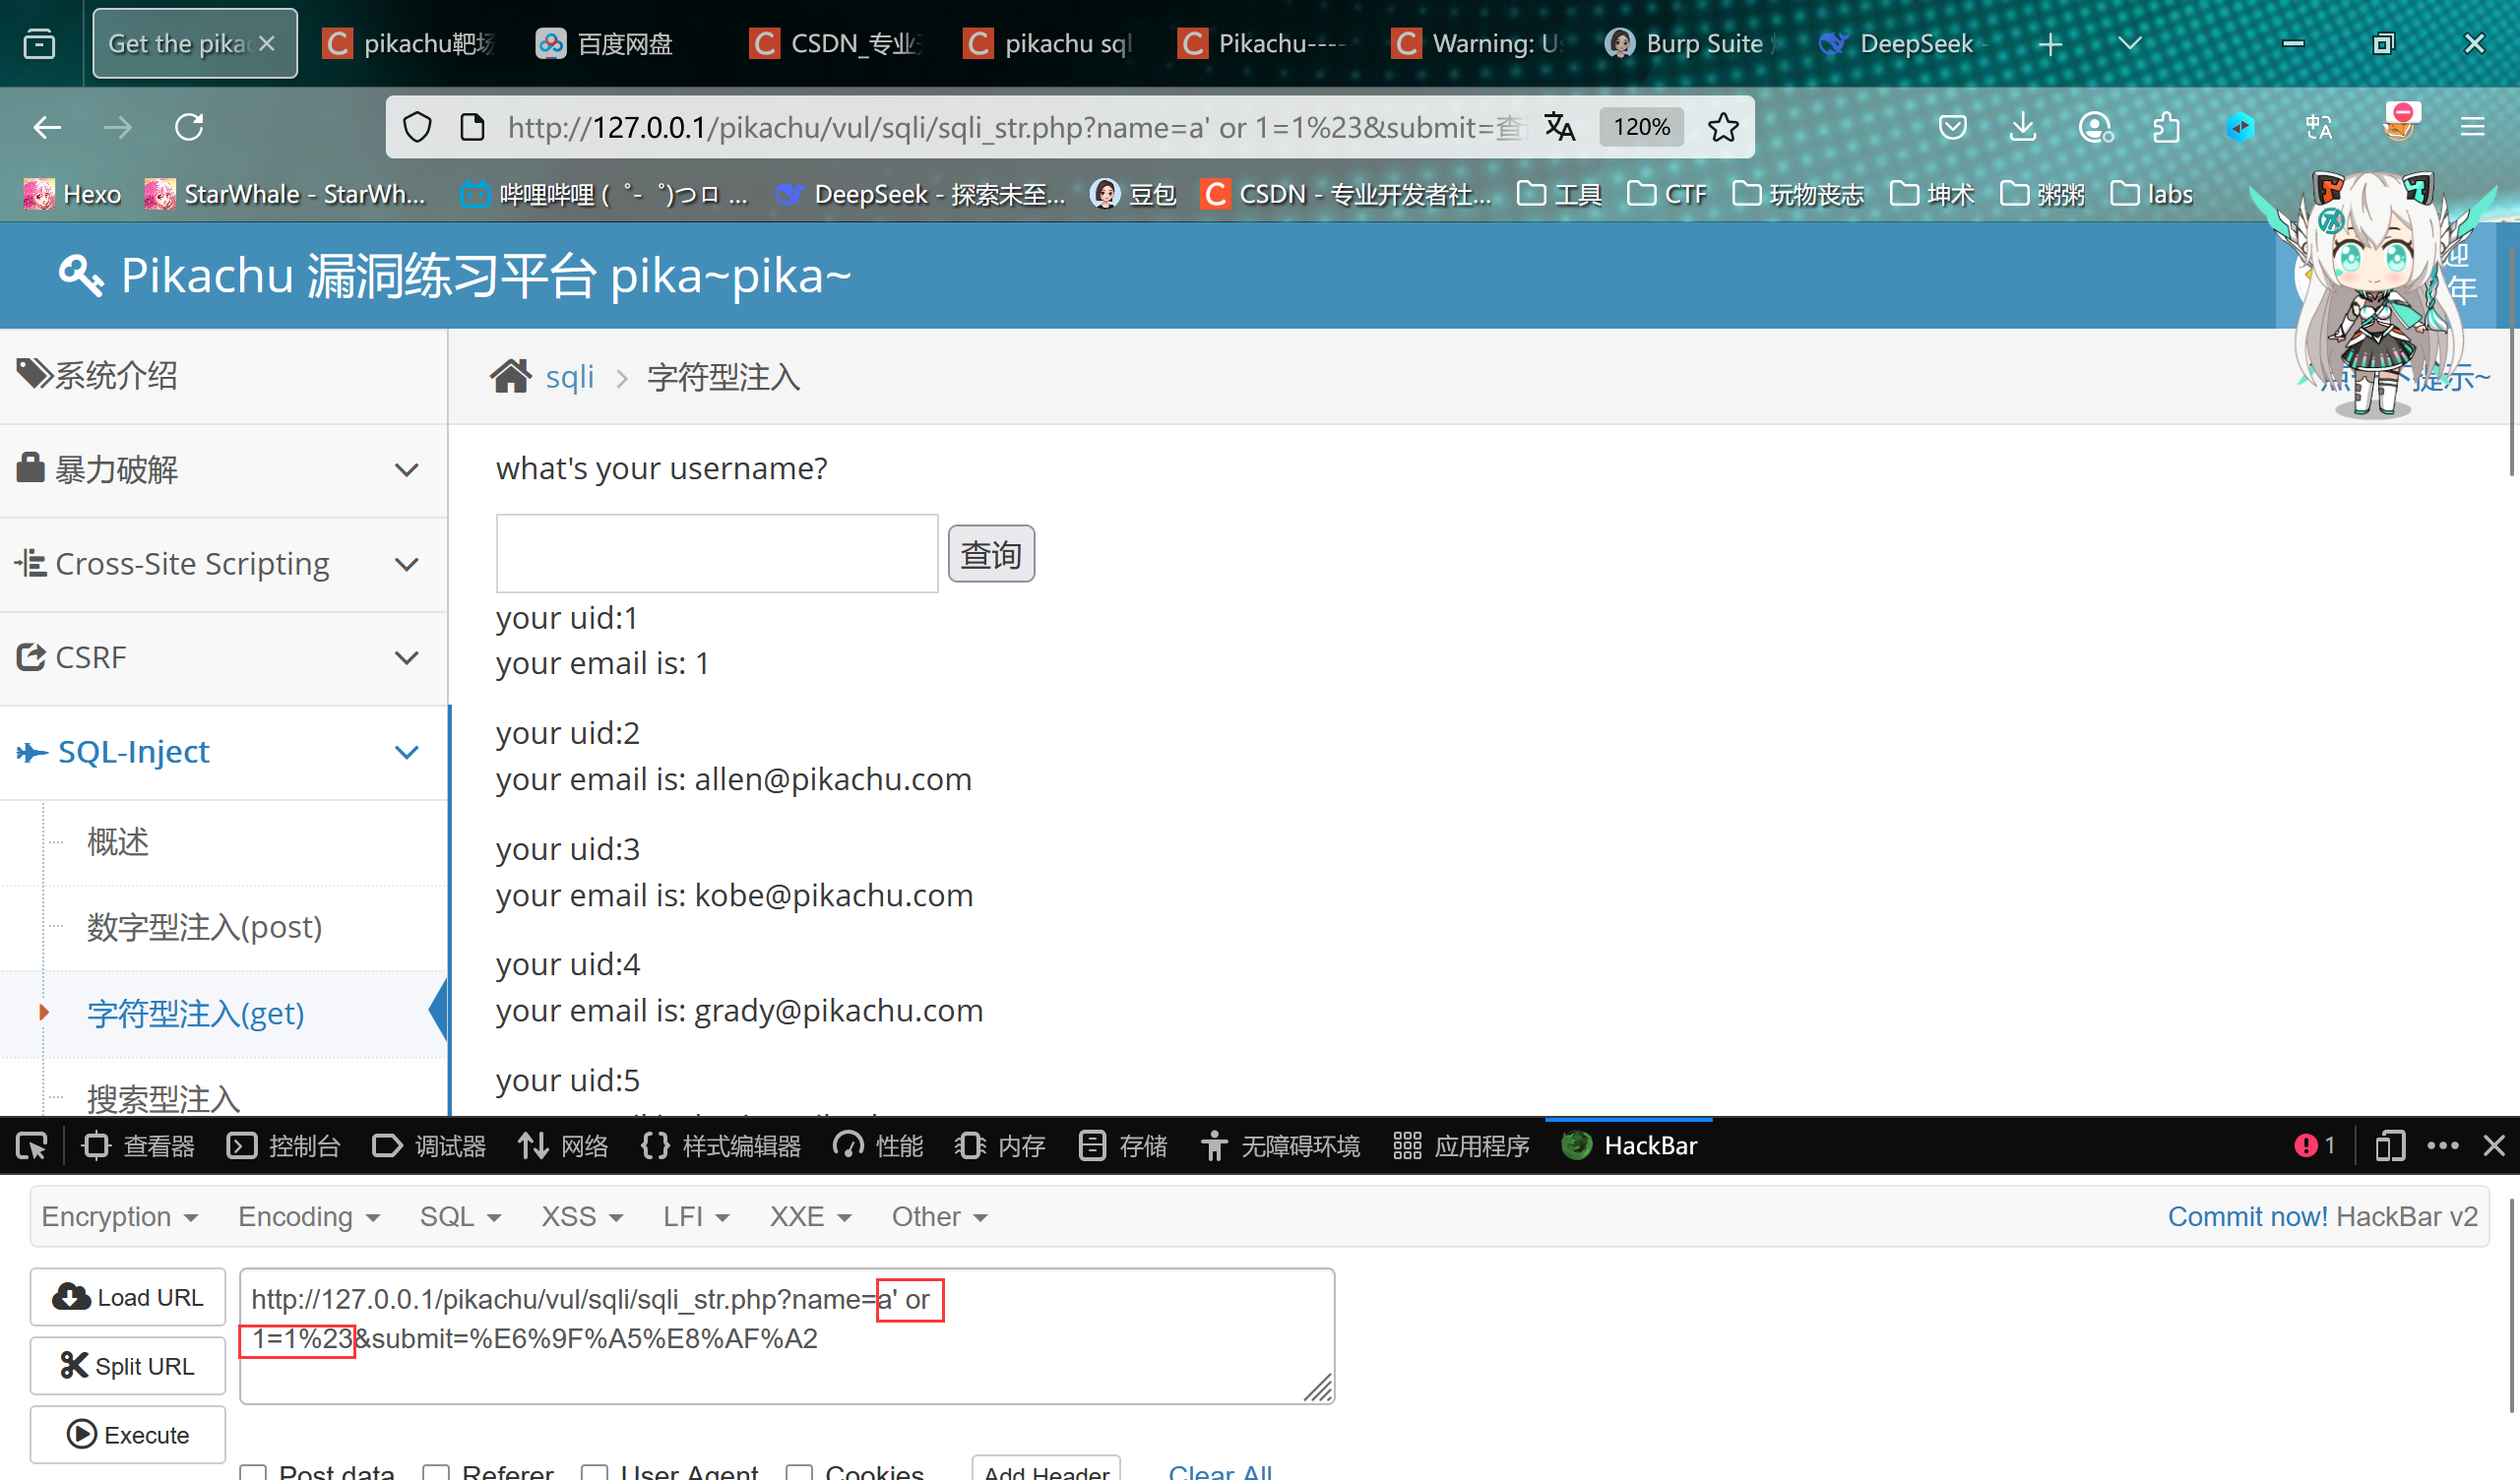 Get the pika
pikachu靶场
百度网盘
CSDN_专业
pikachu sql
Pikachu----
Warning: Us
Burp Suite
DeepSeek -
http://127.0.0.1/pikachu/vul/sqli/sqli_str.php?name=a' or 1=1%23&submit=查
120%
Hexo
StarWhale - StarWh...
哔哩哔哩 ( ゜- ゜)つロ ...
DeepSeek - 探索未至...
豆包
CSDN - 专业开发者社...
工具
CTF
玩物丧志
坤术
粥粥
labs
Pikachu 漏洞练习平台 pika~pika~
迎
年
系统介绍
sqli
字符型注入
提示~
暴力破解
Cross-Site Scripting
CSRF
SQL-Inject
概述
数字型注入(post)
字符型注入(get)
搜索型注入
what's your username?
查询
your uid:1
your email is: 1
your uid:2
your email is: allen@pikachu.com
your uid:3
your email is: kobe@pikachu.com
your uid:4
your email is: grady@pikachu.com
your uid:5
查看器
控制台
调试器
网络
样式编辑器
性能
内存
存储
无障碍环境
应用程序
HackBar
1
Encryption
Encoding
SQL
XSS
LFI
XXE
Other
Commit now! HackBar v2
Load URL
Split URL
Execute
http://127.0.0.1/pikachu/vul/sqli/sqli_str.php?name=a' or
1=1%23&submit=%E6%9F%A5%E8%AF%A2
Post data
Referer
User Agent
Cookies
Add Header
Clear All